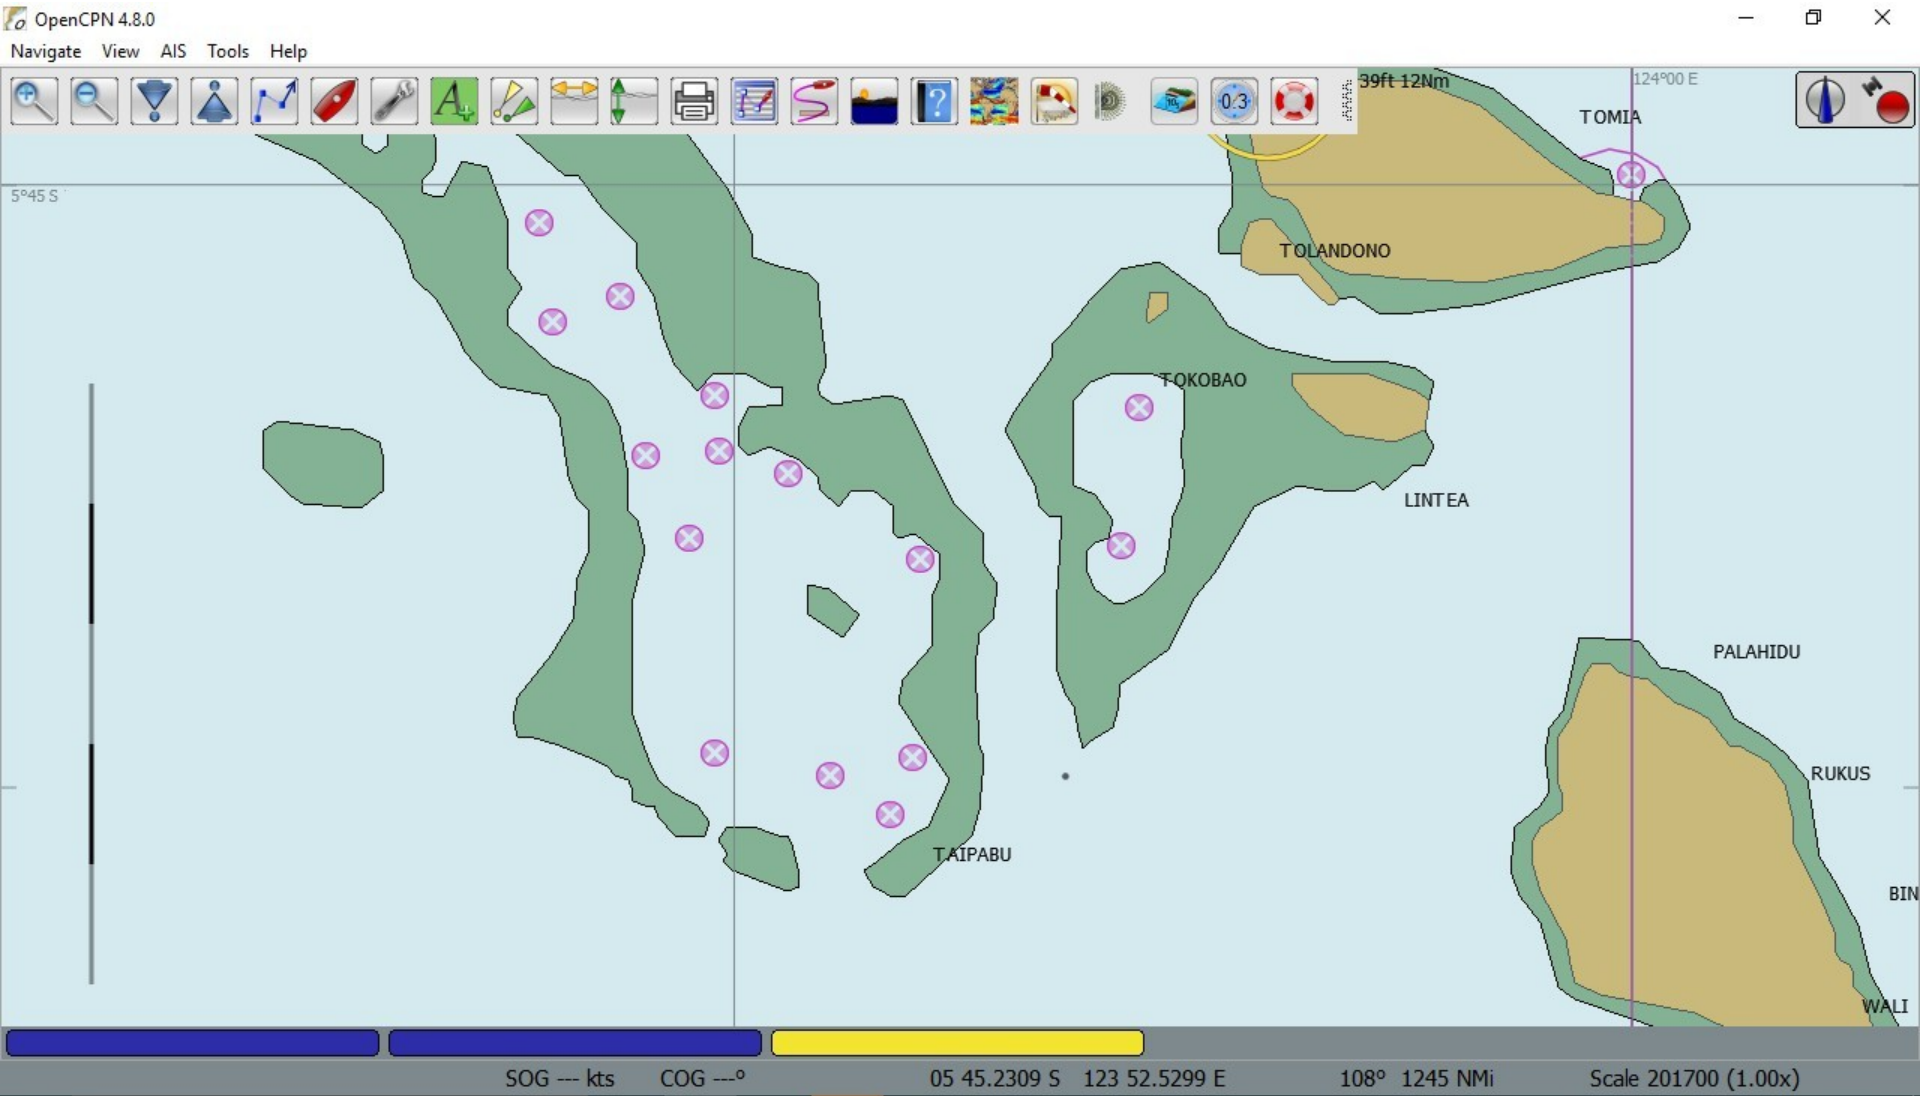 OpenCPN 4.8.0
Navigate View AIS Tools Help
39ft 12Nm
124°00 E
TOMIA
5°45 S
TOLANDONO
TOKOBAO
LINTEA
PALAHIDU
RUKUS
TAIPABU
BIN
WALI
SOG --- kts COG ---° 05 45.2309 S 123 52.5299 E 108° 1245 NMi Scale 201700 (1.00x)